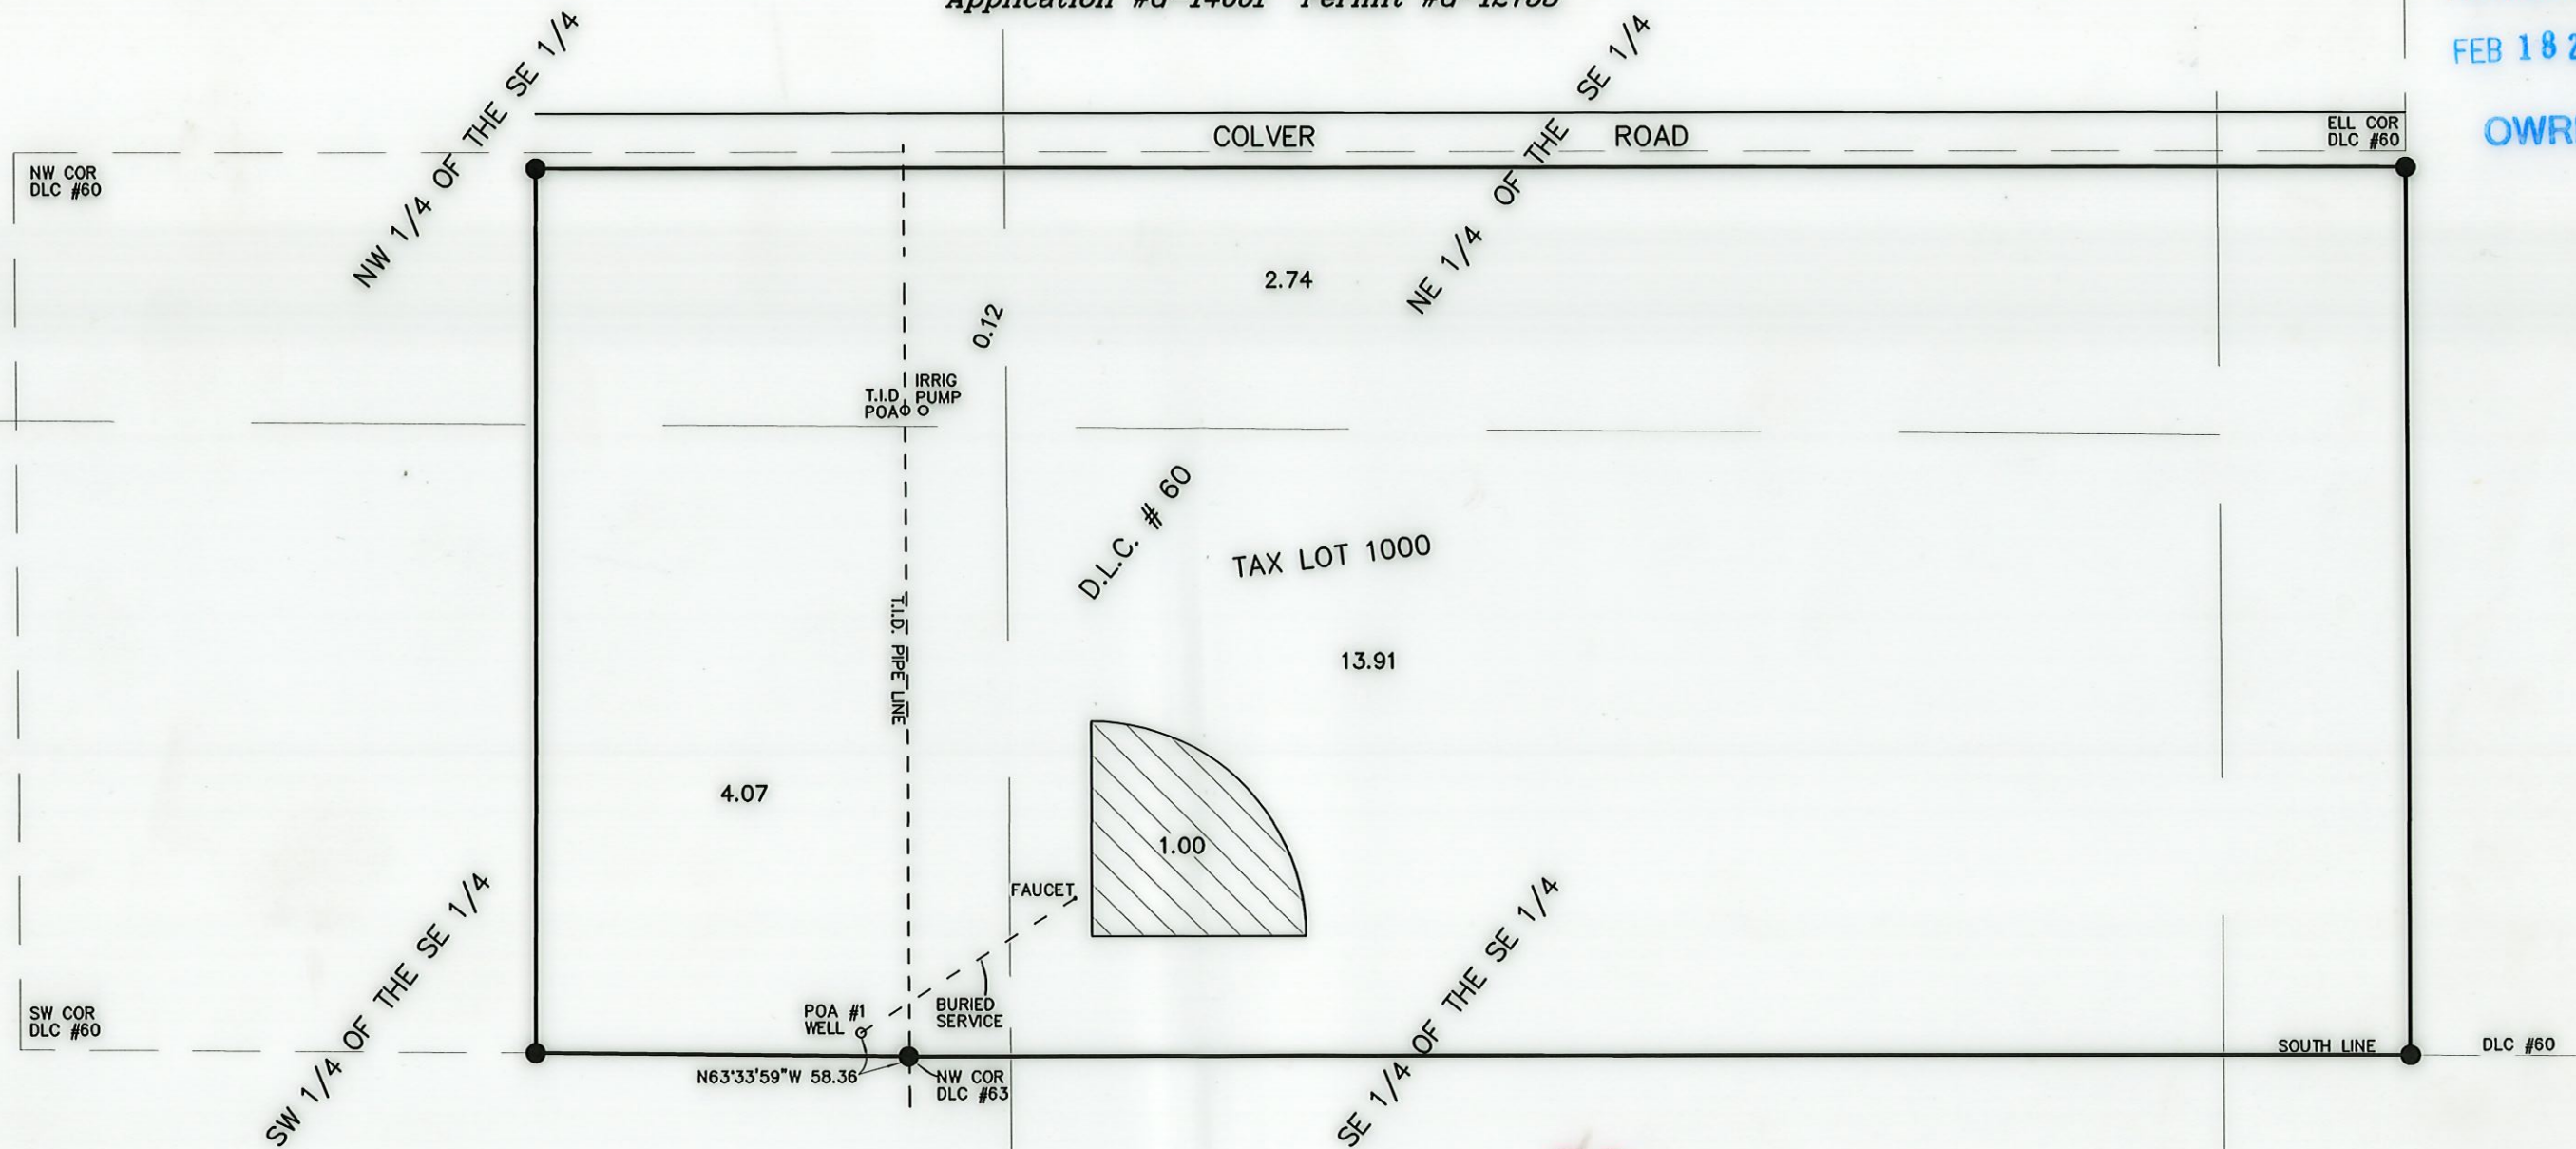 FEB 18 2
OWR
NW 1/4 OF THE SE 1/4
NE 1/4 OF THE SE 1/4
COLVER ROAD
ELL COR
DLC #60
NW COR
DLC #60
2.74
0.12
T.I.D.
POA
IRRIG
PUMP
D.L.C. # 60
TAX LOT 1000
T.I.D. PIPE LINE
13.91
4.07
1.00
FAUCET
SW 1/4 OF THE SE 1/4
SE 1/4 OF THE SE 1/4
POA #1
WELL
BURIED
SERVICE
SW COR
DLC #60
SOUTH LINE
DLC #60
N63°33'59"W 58.36
NW COR
DLC #63